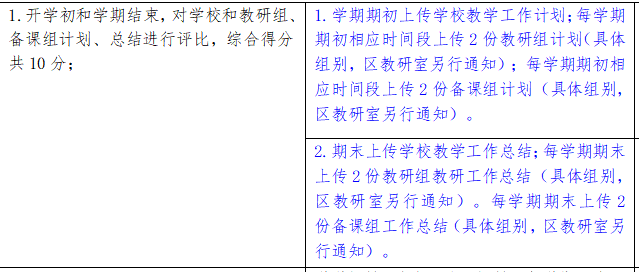 1.开学初和学期结束，对学校和教研组、
备课组计划、总结进行评比，综合得分
共 10 分；
1.学期期初上传学校教学工作计划；每学期
期初相应时间段上传 2 份教研组计划（具体
组别，区教研室另行通知）；每学期期初相
应时间段上传 2 份备课组计划（具体组别，
区教研室另行通知）。
2.期末上传学校教学工作总结；每学期期末
上传 2 份教研组教研工作总结（具体组别，
区教研室另行通知）。每学期期末上传 2
份备课组工作总结（具体组别，区教研室另
行通知）。